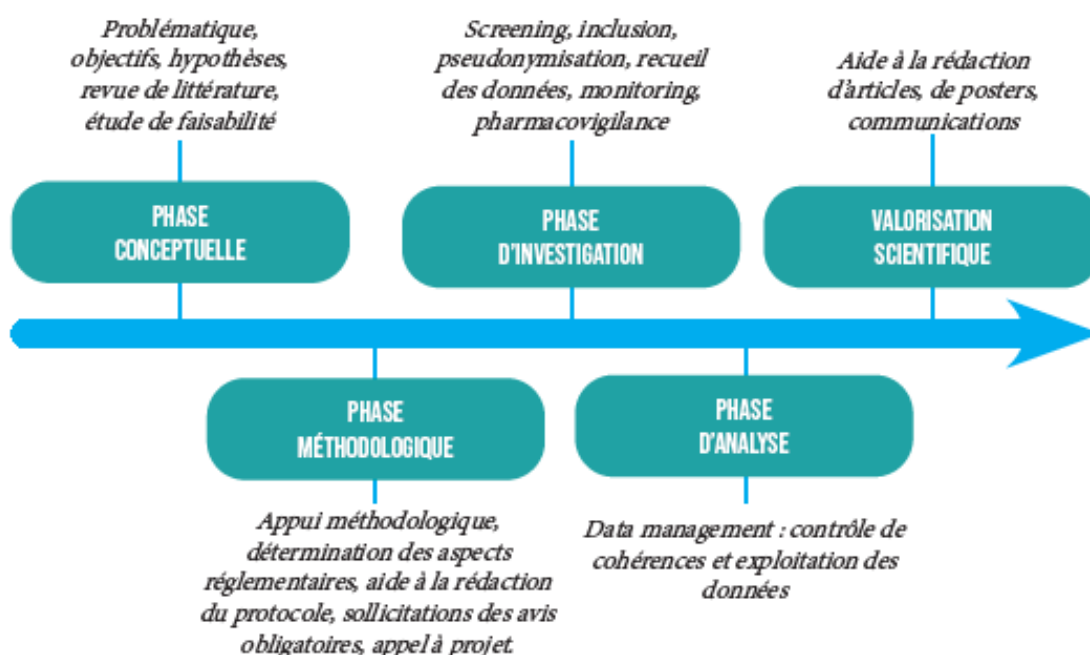 Problématique,
objectifs, hypothèses,
revue de littérature,
étude de faisabilité
PHASE
CONCEPTUELLE
Screening, inclusion,
pseudonymisation, recueil
des données, monitoring,
pharmacovigilance
PHASE
D'INVESTIGATION
Aide à la rédaction
d'articles, de posters,
communications
VALORISATION
SCIENTIFIQUE
PHASE
MÉTHODOLOGIQUE
Appui méthodologique,
détermination des aspects
réglementaires, aide à la rédaction
du protocole, sollicitations des avis
obligatoires, appel à projet.
PHASE
D'ANALYSE
Data management : contrôle de
cohérences et exploitation des
données